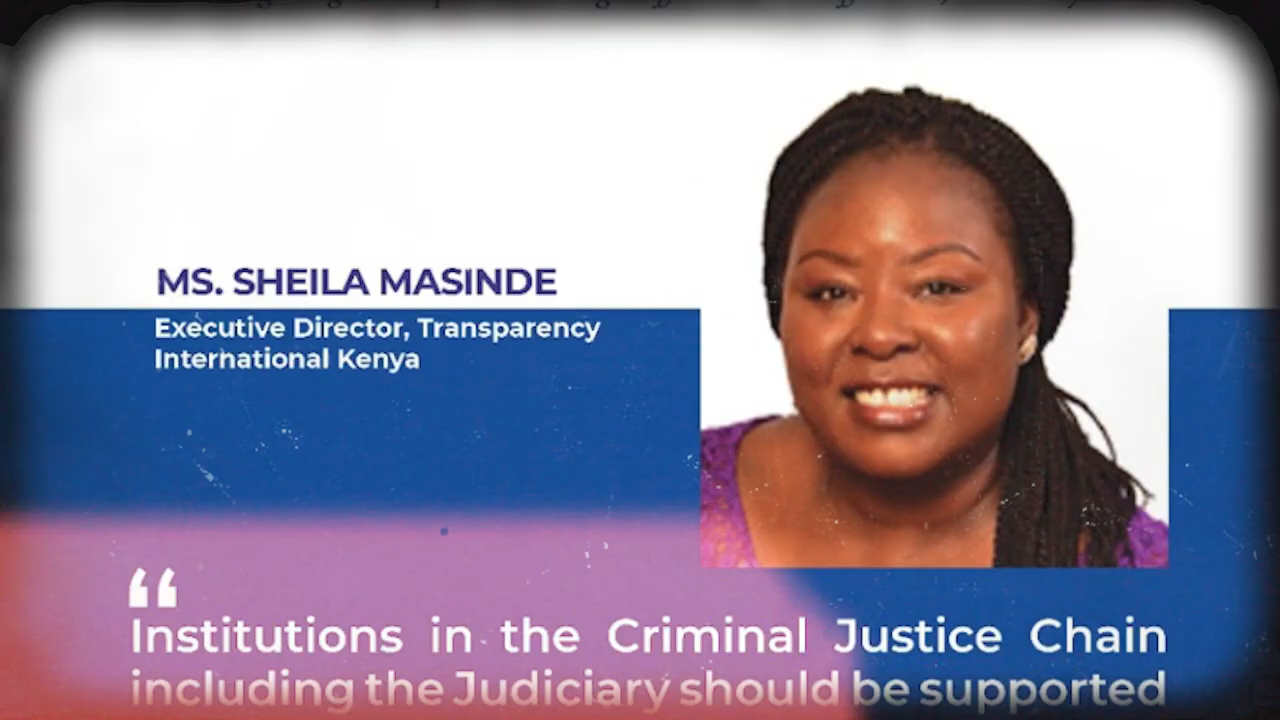 MS. SHEILA MASINDE
Executive Director, Transparency
International Kenya
“
Institutions in the Criminal Justice Chain
including the Judiciary should be supported